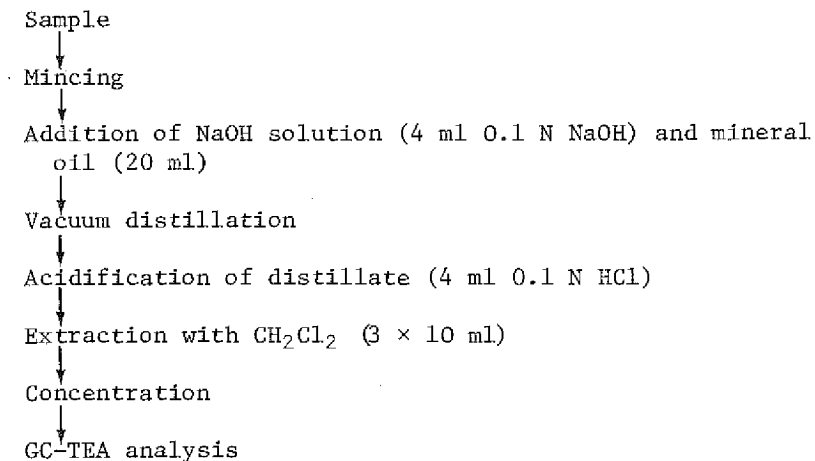 Sample
Mincing
Addition of NaOH solution (4 ml 0.1 N NaOH) and mineral
oil (20 ml)
Vacuum distillation
Acidification of distillate (4 ml 0.1 N HCl)
Extraction with CH₂Cl₂ (3 × 10 ml)
Concentration
GC-TEA analysis